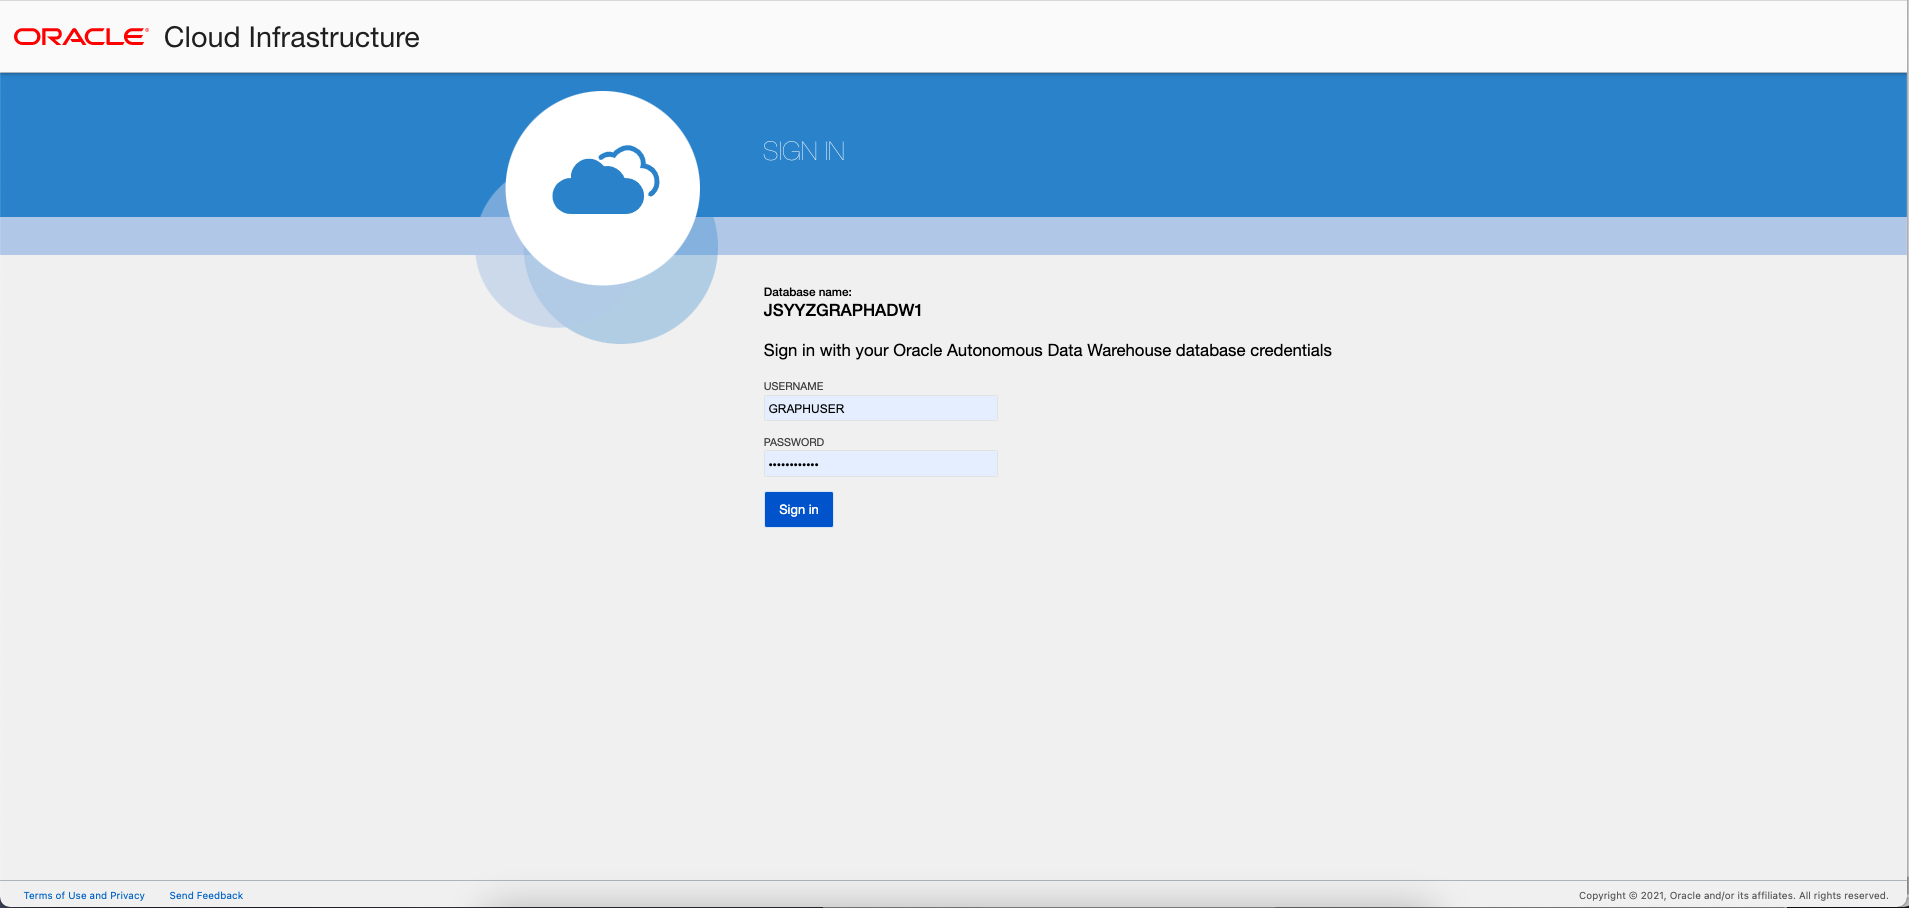 ORACLE® Cloud Infrastructure
SIGN IN
Database name:
JSYYZGRAPHADW1
Sign in with your Oracle Autonomous Data Warehouse database credentials
USERNAME
GRAPHUSER
PASSWORD
••••••••••••
Sign in
Terms of Use and Privacy Send Feedback Copyright © 2021, Oracle and/or its affiliates. All rights reserved.